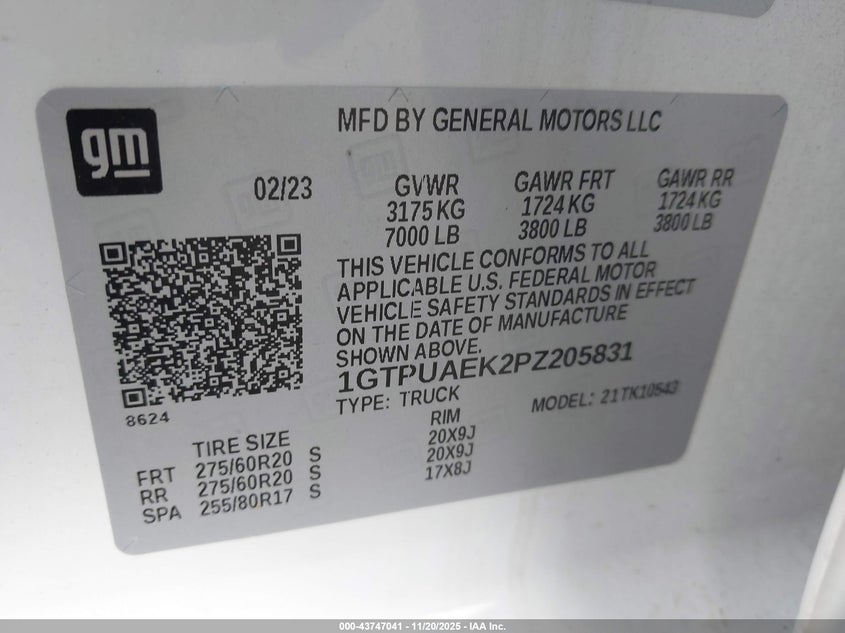 gm
MFD BY GENERAL MOTORS LLC
02/23
GVWR
3175 KG
7000 LB
GAWR FRT
1724 KG
3800 LB
GAWR RR
1724 KG
3800 LB
THIS VEHICLE CONFORMS TO ALL
APPLICABLE U.S. FEDERAL MOTOR
VEHICLE SAFETY STANDARDS IN EFFECT
ON THE DATE OF MANUFACTURE
SHOWN ABOVE.
1GTPUAEK2PZ205831
TYPE: TRUCK
MODEL: 21TK10543
8624
TIRE SIZE RIM
FRT 275/60R20 S 20X9J
RR 275/60R20 S 20X9J
SPA 255/80R17 S 17X8J
000-43747041 - 11/20/2025 - IAA Inc.